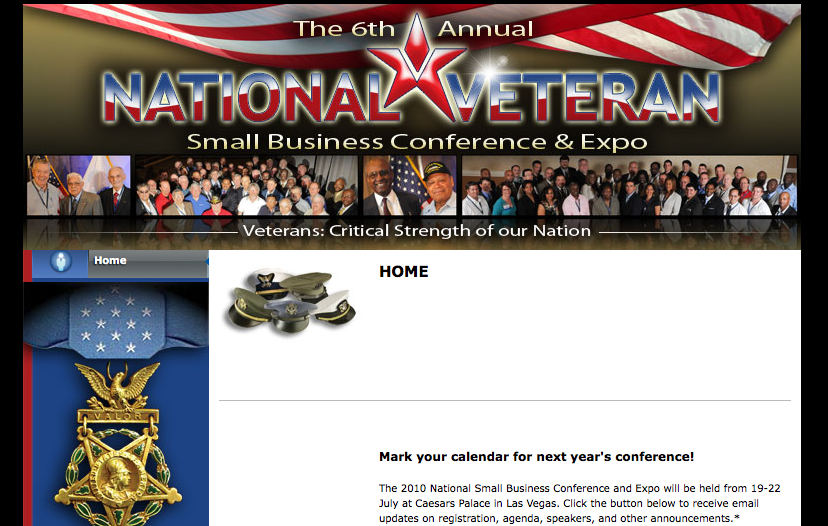 The 6th Annual
NATIONAL VETERAN
Small Business Conference & Expo
Veterans: Critical Strength of our Nation
Home
HOME
VALOR
Mark your calendar for next year's conference!
The 2010 National Small Business Conference and Expo will be held from 19-22
July at Caesars Palace in Las Vegas. Click the button below to receive email
updates on registration, agenda, speakers, and other announcements.*